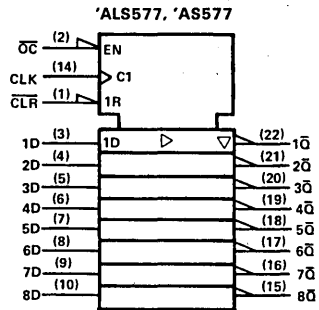 'ALS577, 'AS577
OC (2) EN
CLK (14) C1
CLR (1) 1R
1D (3) 1D ▷ ▽ (22) 1Q̅
2D (4) (21) 2Q̅
3D (5) (20) 3Q̅
4D (6) (19) 4Q̅
5D (7) (18) 5Q̅
6D (8) (17) 6Q̅
7D (9) (16) 7Q̅
8D (10) (15) 8Q̅